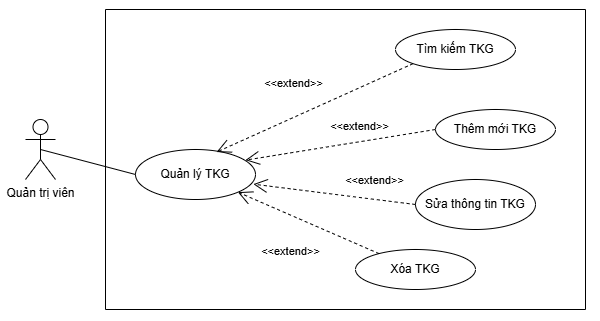 Tìm kiếm TKG
<<extend>>
Thêm mới TKG
<<extend>>
Quản lý TKG
Quản trị viên
<<extend>>
Sửa thông tin TKG
<<extend>>
Xóa TKG